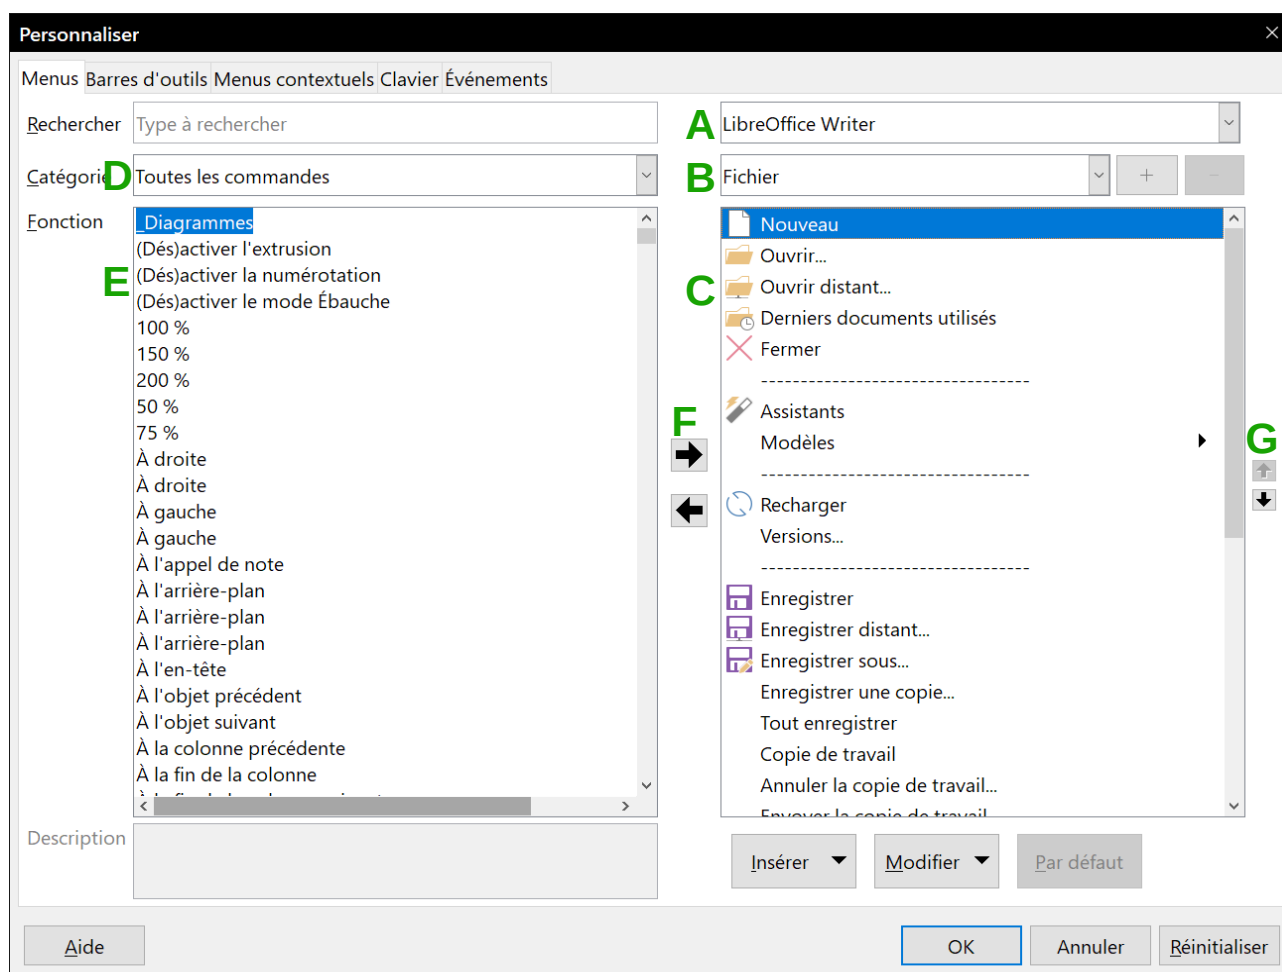 Personnaliser
Menus Barres d'outils Menus contextuels Clavier Événements
Rechercher Type à rechercher
A LibreOffice Writer
Catégorie D Toutes les commandes
B Fichier + −
Fonction
_Diagrammes
(Dés)activer l'extrusion
E (Dés)activer la numérotation
(Dés)activer le mode Ébauche
100 %
150 %
200 %
50 %
75 %
À droite
À droite
À gauche
À gauche
À l'appel de note
À l'arrière-plan
À l'arrière-plan
À l'arrière-plan
À l'en-tête
À l'objet précédent
À l'objet suivant
À la colonne précédente
À la fin de la colonne
Description
F
Nouveau
Ouvrir...
C Ouvrir distant...
Derniers documents utilisés
Fermer
----------------------------------
Assistants
Modèles
G
----------------------------------
Recharger
Versions...
----------------------------------
Enregistrer
Enregistrer distant...
Enregistrer sous...
Enregistrer une copie...
Tout enregistrer
Copie de travail
Annuler la copie de travail...
Envoyer la copie de travail
Insérer Modifier Par défaut
Aide OK Annuler Réinitialiser